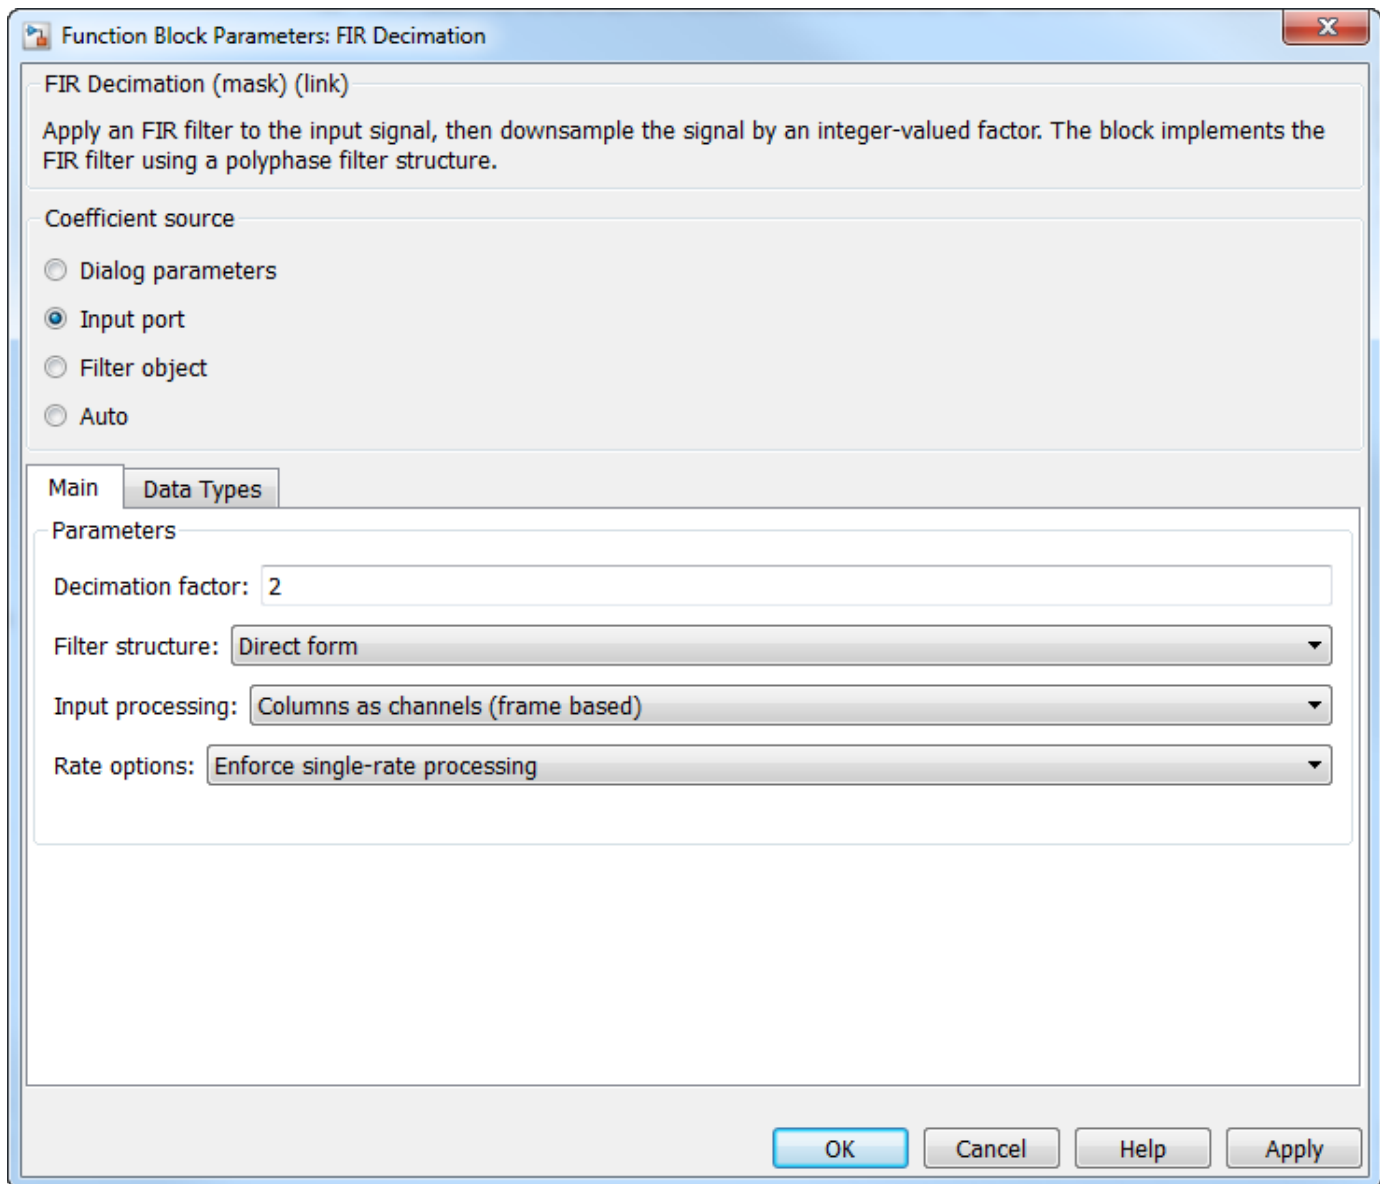 Function Block Parameters: FIR Decimation
X
FIR Decimation (mask) (link)
Apply an FIR filter to the input signal, then downsample the signal by an integer-valued factor. The block implements the
FIR filter using a polyphase filter structure.
Coefficient source
Dialog parameters
Input port
Filter object
Auto
Main Data Types
Parameters
Decimation factor: 2
Filter structure: Direct form
Input processing: Columns as channels (frame based)
Rate options: Enforce single-rate processing
OK Cancel Help Apply